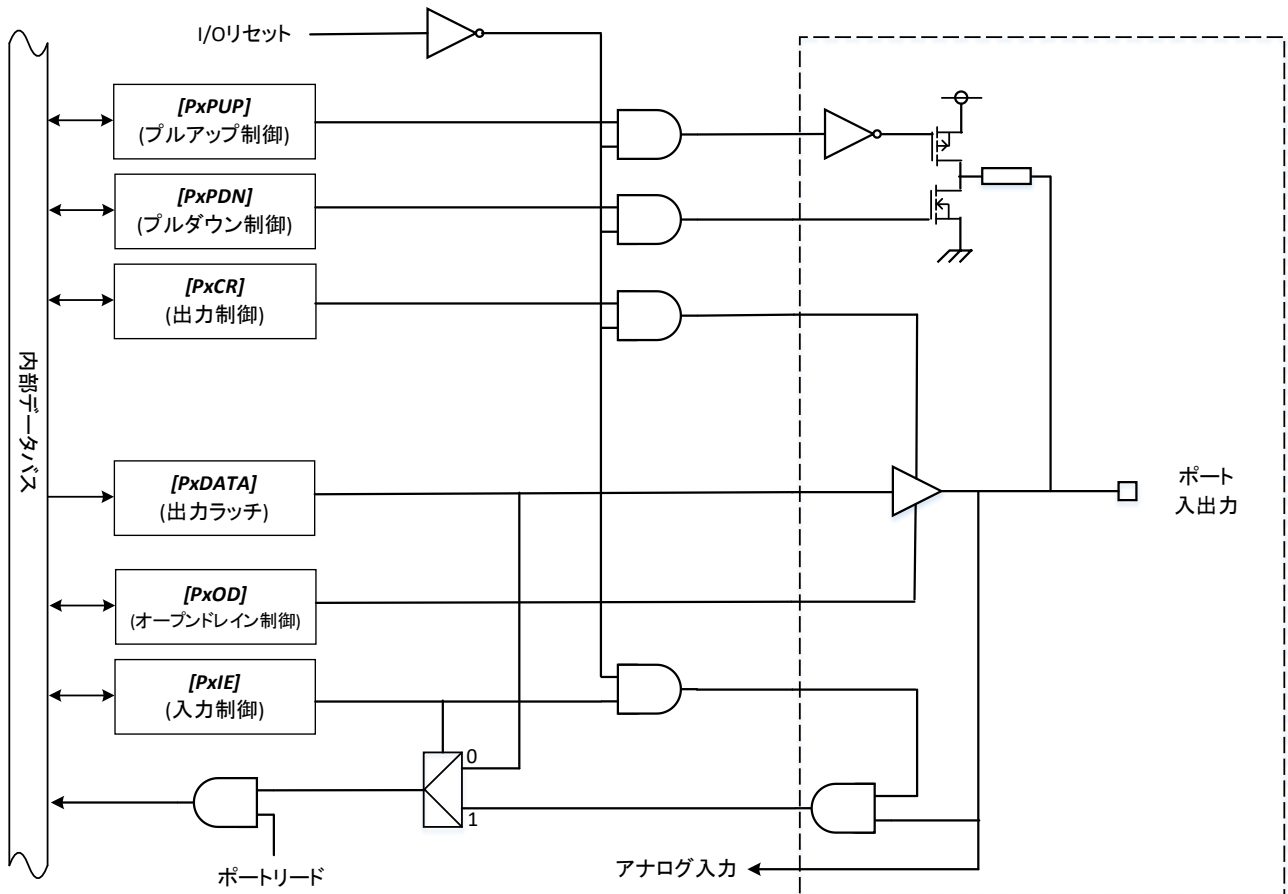 I/Oリセット
[PxPUP]
(プルアップ制御)
[PxPDN]
(プルダウン制御)
[PxCR]
(出力制御)
内部データバス
[PxDATA]
(出力ラッチ)
ポート
入出力
[PxOD]
(オープンドレイン制御)
[PxIE]
(入力制御)
0
1
ポートリード
アナログ入力